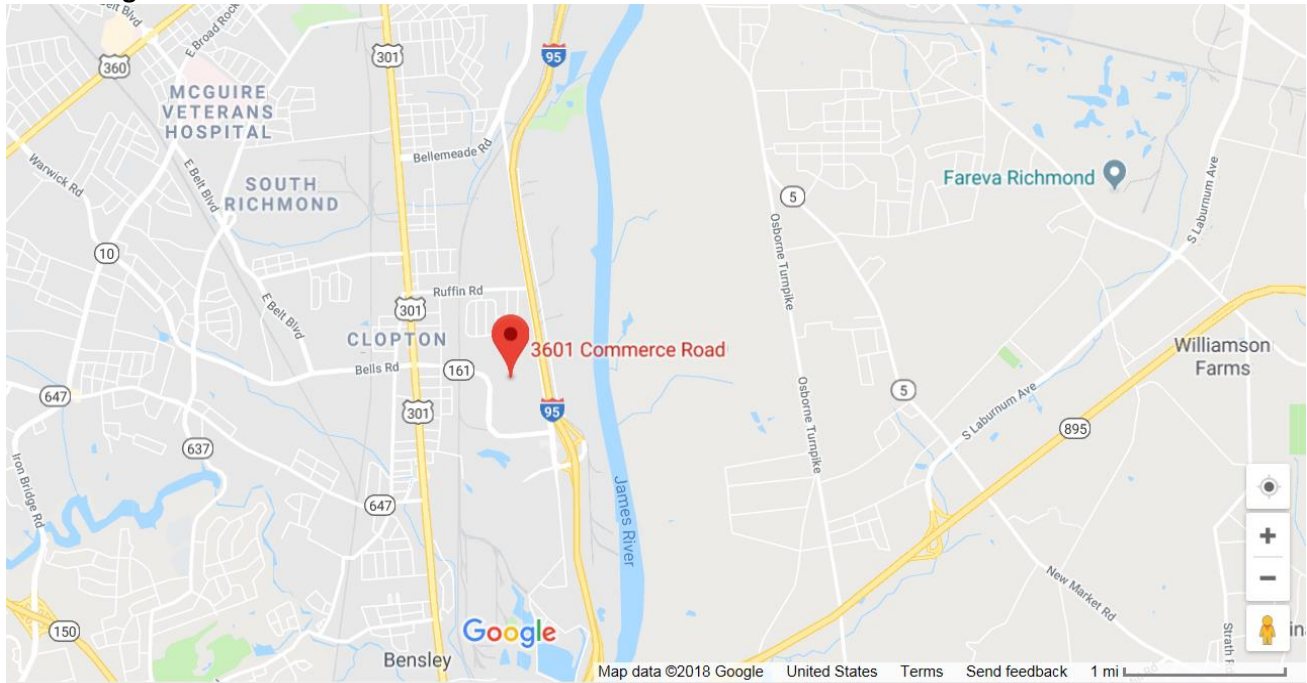 Belt Blvd
E Broad Rock
360
301
95
MCGUIRE
VETERANS
HOSPITAL
Bellemeade Rd
Warwick Rd
E Belt Blvd
SOUTH
RICHMOND
Fareva Richmond
5
S Laburnum Ave
Osborne Turnpike
10
E Belt Blvd
Ruffin Rd
301
CLOPTON
3601 Commerce Road
Williamson
Farms
Bells Rd
161
647
301
95
5
Osborne Turnpike
S Laburnum Ave
895
637
Iron Bridge Rd
647
James River
New Market Rd
150
Google
Bensley
Strath
Map data ©2018 Google United States Terms Send feedback 1 mi